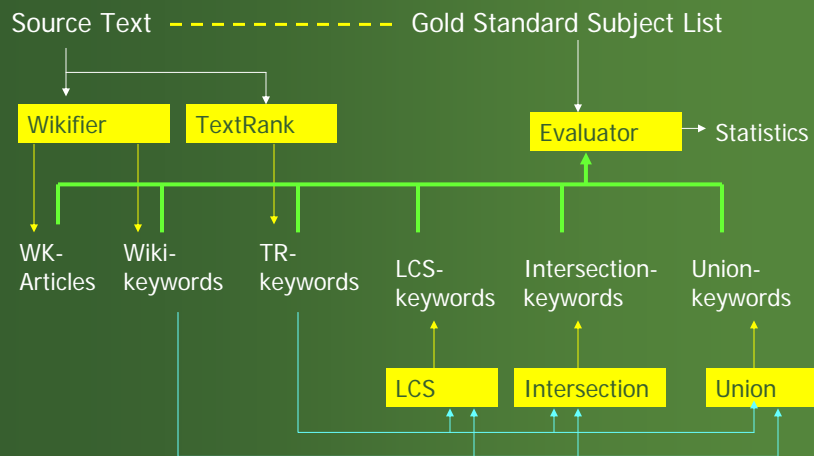 Source Text
Gold Standard Subject List
Wikifier
TextRank
Evaluator
Statistics
WK-
Articles
Wiki-
keywords
TR-
keywords
LCS-
keywords
Intersection-
keywords
Union-
keywords
LCS
Intersection
Union